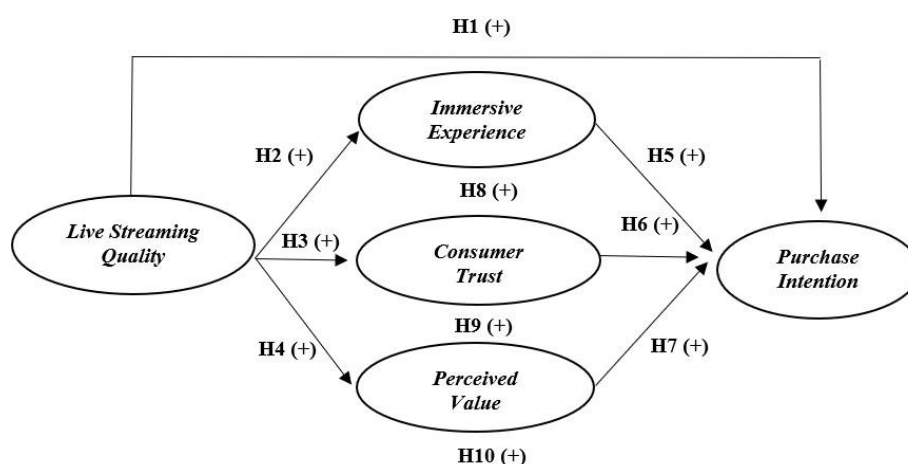 H1 (+)
Immersive
Experience
H2 (+)
H5 (+)
H8 (+)
Live Streaming
Quality
H3 (+)
Consumer
Trust
H6 (+)
Purchase
Intention
H9 (+)
H4 (+)
H7 (+)
Perceived
Value
H10 (+)